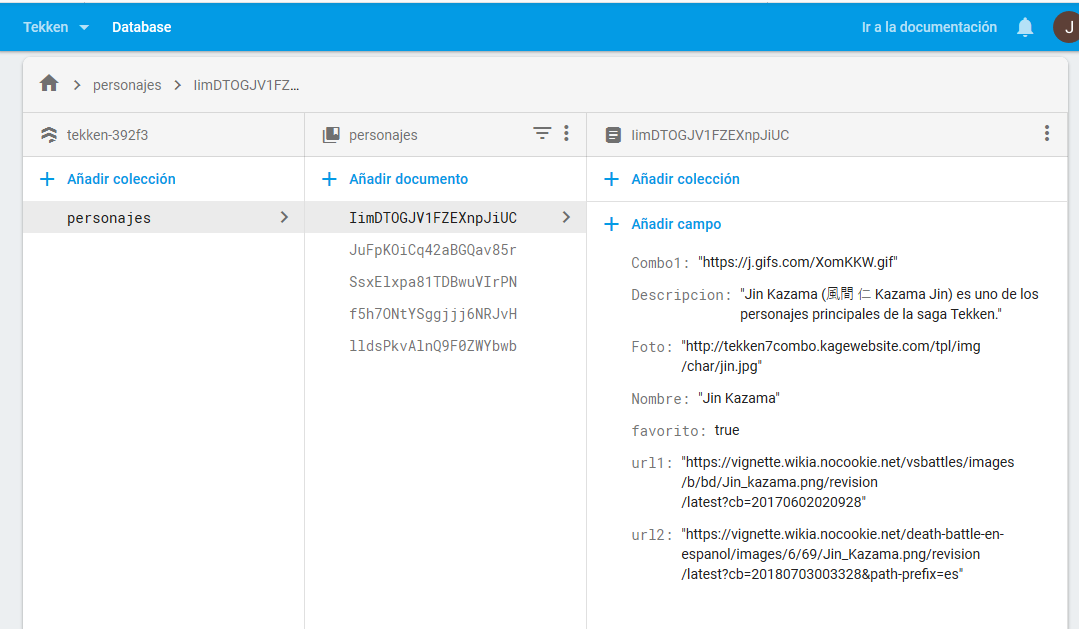 Tekken Database Ir a la documentación J
personajes IimDTOGJV1FZ...
tekken-392f3 personajes IimDTOGJV1FZEXnpJiUC
Añadir colección Añadir documento Añadir colección
personajes IimDTOGJV1FZEXnpJiUC Añadir campo
JuFpKOiCq42aBGQav85r
SsxElxpa81TDBwuVIrPN
f5h7ONtYSggjjj6NRJvH
lldsPkvAlnQ9F0ZWYbwb
Combo1: "https://j.gifs.com/XomKKW.gif"
Descripcion: "Jin Kazama (風間 仁 Kazama Jin) es uno de los
personajes principales de la saga Tekken."
Foto: "http://tekken7combo.kagewebsite.com/tpl/img
/char/jin.jpg"
Nombre: "Jin Kazama"
favorito: true
url1: "https://vignette.wikia.nocookie.net/vsbattles/images
/b/bd/Jin_kazama.png/revision
/latest?cb=20170602020928"
url2: "https://vignette.wikia.nocookie.net/death-battle-en-
espanol/images/6/69/Jin_Kazama.png/revision
/latest?cb=20180703003328&path-prefix=es"